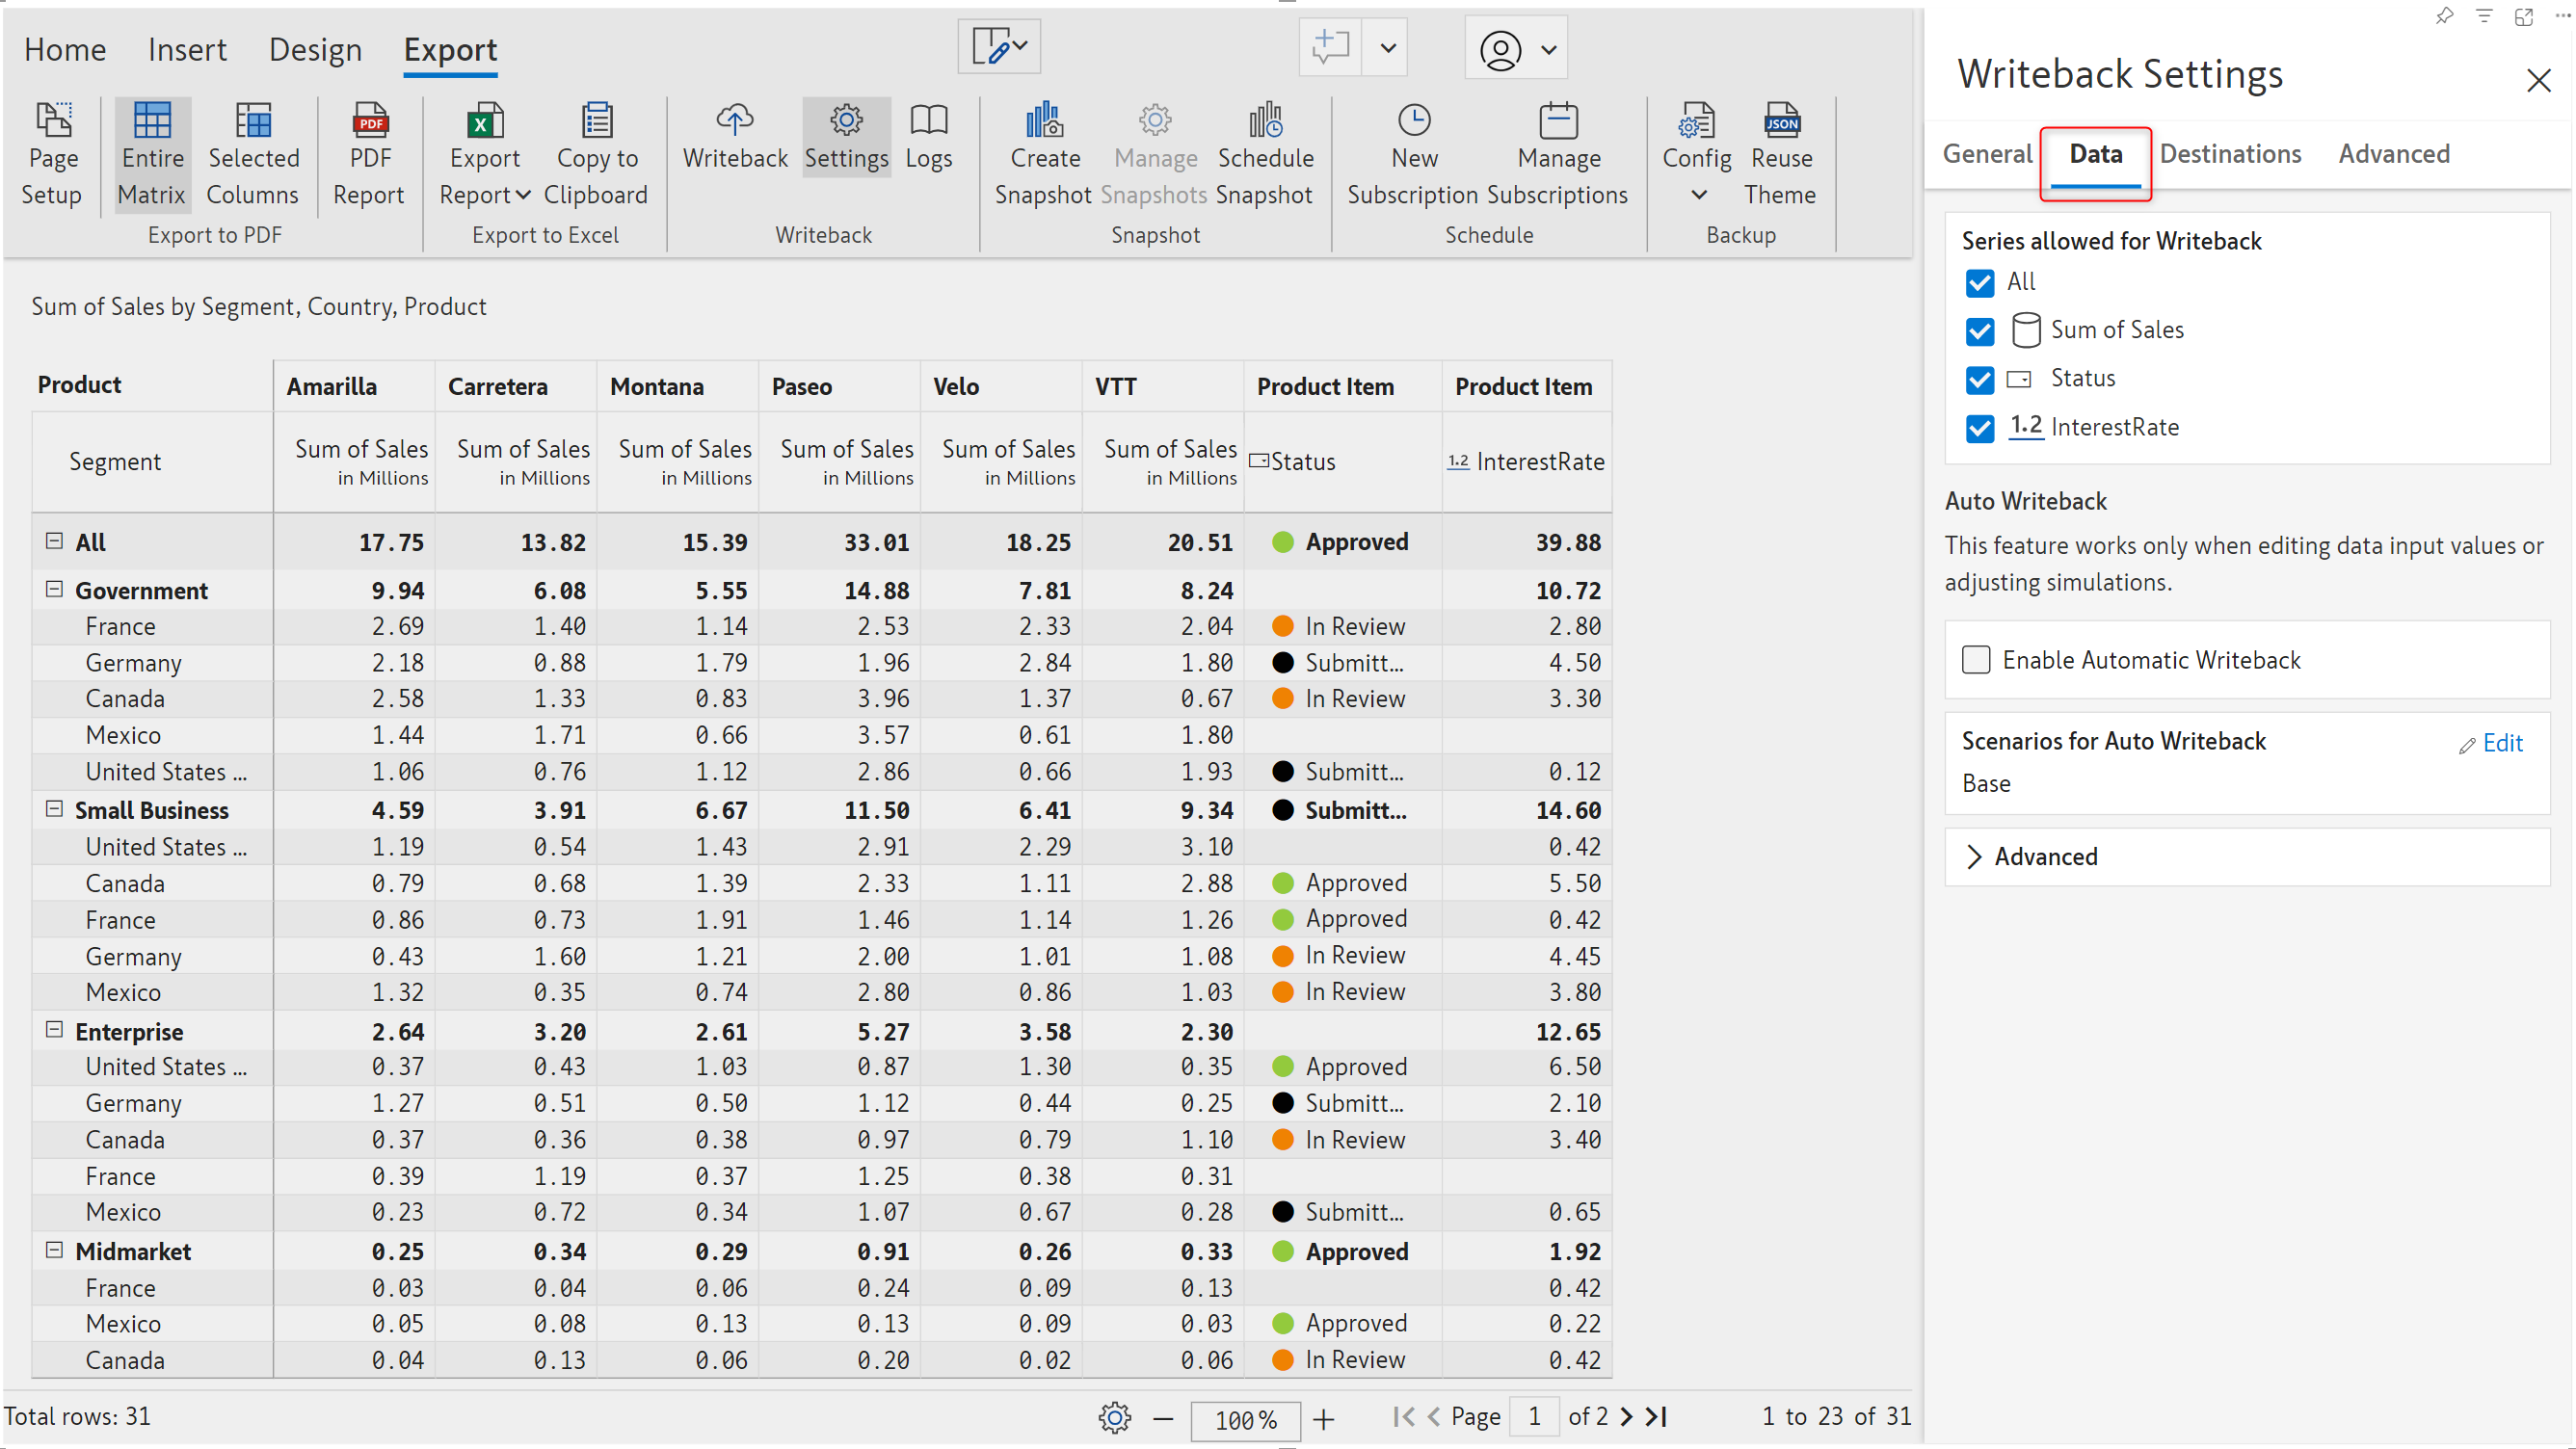 Home Insert Design Export
Page Setup
Entire Matrix
Selected Columns
PDF Report
Export Report
Copy to Clipboard
Writeback
Settings
Logs
Create Snapshot
Manage Snapshots
Schedule Snapshot
New Subscription
Manage Subscriptions
Config
JSON
Reuse Theme
Export to PDF Export to Excel Writeback Snapshot Schedule Backup
Sum of Sales by Segment, Country, Product
Product Amarilla Carretera Montana Paseo Velo VTT Product Item Product Item
Segment Sum of Sales Sum of Sales Sum of Sales Sum of Sales Sum of Sales Sum of Sales Status 1.2 InterestRate
in Millions in Millions in Millions in Millions in Millions in Millions
All 17.75 13.82 15.39 33.01 18.25 20.51 Approved 39.88
Government 9.94 6.08 5.55 14.88 7.81 8.24 10.72
France 2.69 1.40 1.14 2.53 2.33 2.04 In Review 2.80
Germany 2.18 0.88 1.79 1.96 2.84 1.80 Submitt... 4.50
Canada 2.58 1.33 0.83 3.96 1.37 0.67 In Review 3.30
Mexico 1.44 1.71 0.66 3.57 0.61 1.80
United States ... 1.06 0.76 1.12 2.86 0.66 1.93 Submitt... 0.12
Small Business 4.59 3.91 6.67 11.50 6.41 9.34 Submitt... 14.60
United States ... 1.19 0.54 1.43 2.91 2.29 3.10 0.42
Canada 0.79 0.68 1.39 2.33 1.11 2.88 Approved 5.50
France 0.86 0.73 1.91 1.46 1.14 1.26 Approved 0.42
Germany 0.43 1.60 1.21 2.00 1.01 1.08 In Review 4.45
Mexico 1.32 0.35 0.74 2.80 0.86 1.03 In Review 3.80
Enterprise 2.64 3.20 2.61 5.27 3.58 2.30 12.65
United States ... 0.37 0.43 1.03 0.87 1.30 0.35 Approved 6.50
Germany 1.27 0.51 0.50 1.12 0.44 0.25 Submitt... 2.10
Canada 0.37 0.36 0.38 0.97 0.79 1.10 In Review 3.40
France 0.39 1.19 0.37 1.25 0.38 0.31
Mexico 0.23 0.72 0.34 1.07 0.67 0.28 Submitt... 0.65
Midmarket 0.25 0.34 0.29 0.91 0.26 0.33 Approved 1.92
France 0.03 0.04 0.06 0.24 0.09 0.13 0.42
Mexico 0.05 0.08 0.13 0.13 0.09 0.03 Approved 0.22
Canada 0.04 0.13 0.06 0.20 0.02 0.06 In Review 0.42
Total rows: 31 100% Page 1 of 2 1 to 23 of 31
Writeback Settings
General Data Destinations Advanced
Series allowed for Writeback
All
Sum of Sales
Status
1.2 InterestRate
Auto Writeback
This feature works only when editing data input values or
adjusting simulations.
Enable Automatic Writeback
Scenarios for Auto Writeback Edit
Base
Advanced